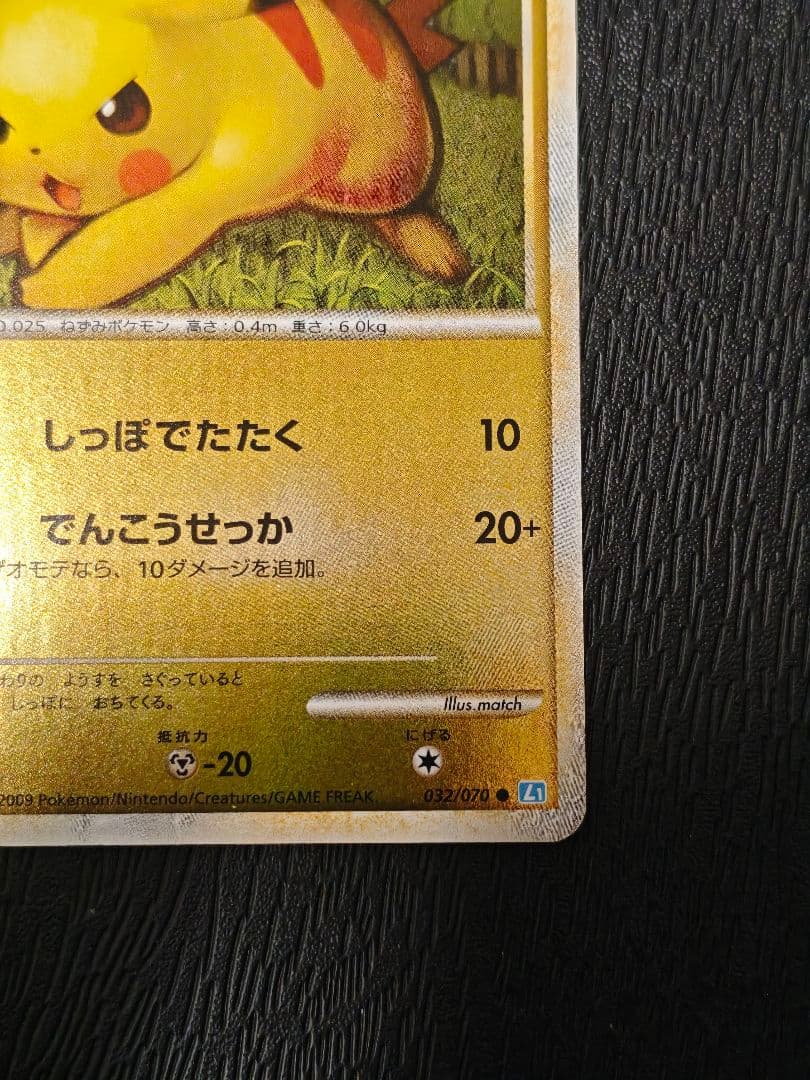 .025 ねずみポケモン 高さ：0.4m 重さ：6.0kg
しっぽでたたく 10
でんこうせっか 20+
オモテなら、10ダメージを追加。
わりの ようすを さぐっていると
しっぽに おちてくる。
Illus. match
抵抗力 にげる
-20
2009 Pokémon/Nintendo/Creatures/GAME FREAK. 032/070 ● L1